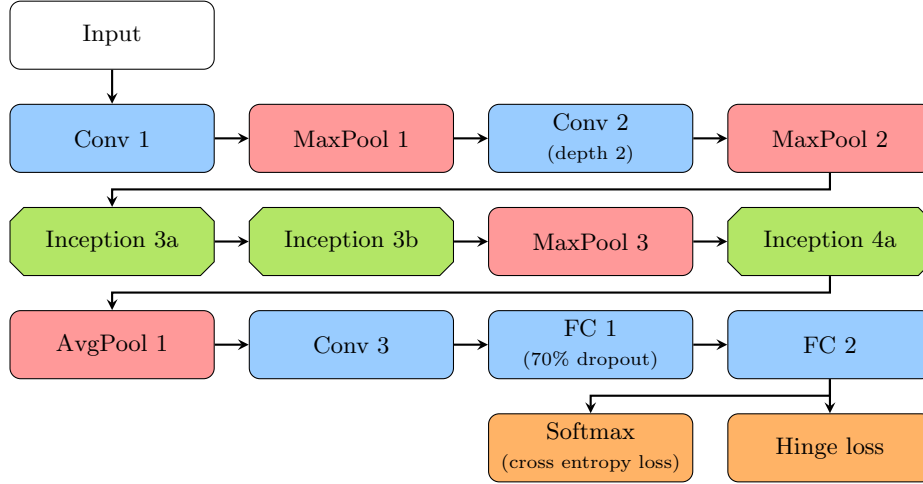 Input
Conv 1
MaxPool 1
Conv 2
(depth 2)
MaxPool 2
Inception 3a
Inception 3b
MaxPool 3
Inception 4a
AvgPool 1
Conv 3
FC 1
(70% dropout)
FC 2
Softmax
(cross entropy loss)
Hinge loss